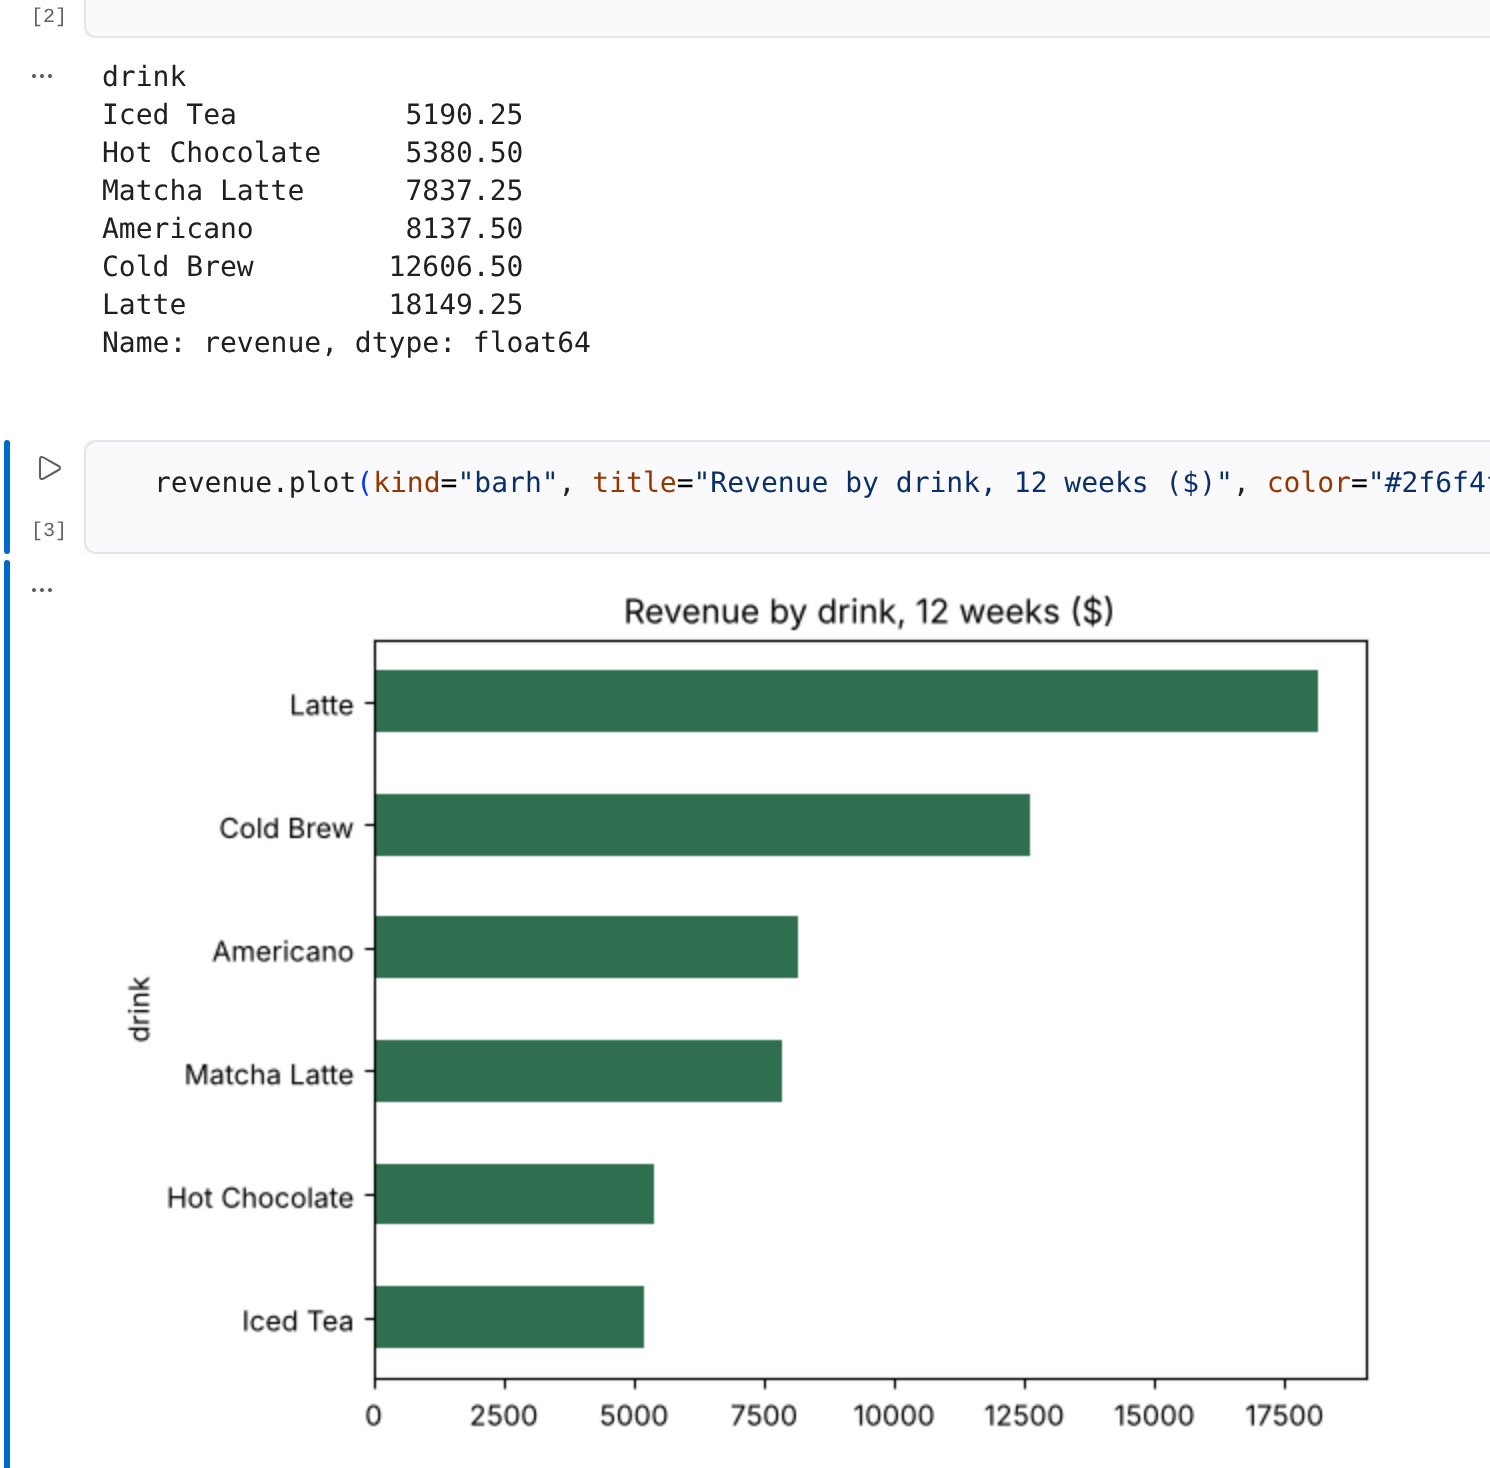 [2]
drink
Iced Tea 5190.25
Hot Chocolate 5380.50
Matcha Latte 7837.25
Americano 8137.50
Cold Brew 12606.50
Latte 18149.25
Name: revenue, dtype: float64
revenue.plot(kind="barh", title="Revenue by drink, 12 weeks ($)", color="#2f6f4
[3]
Revenue by drink, 12 weeks ($)
Latte
Cold Brew
Americano
drink
Matcha Latte
Hot Chocolate
Iced Tea
0 2500 5000 7500 10000 12500 15000 17500